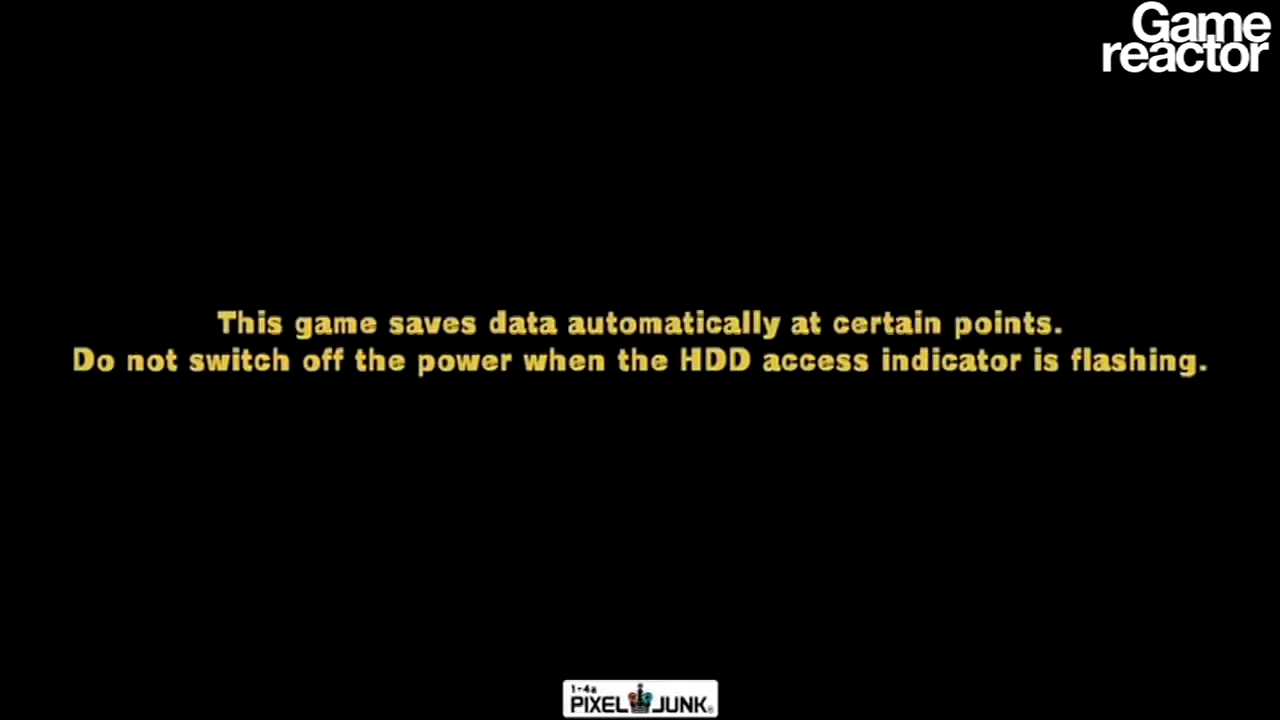 Game
reactor
This game saves data automatically at certain points.
Do not switch off the power when the HDD access indicator is flashing.
1-4a
PIXEL JUNK